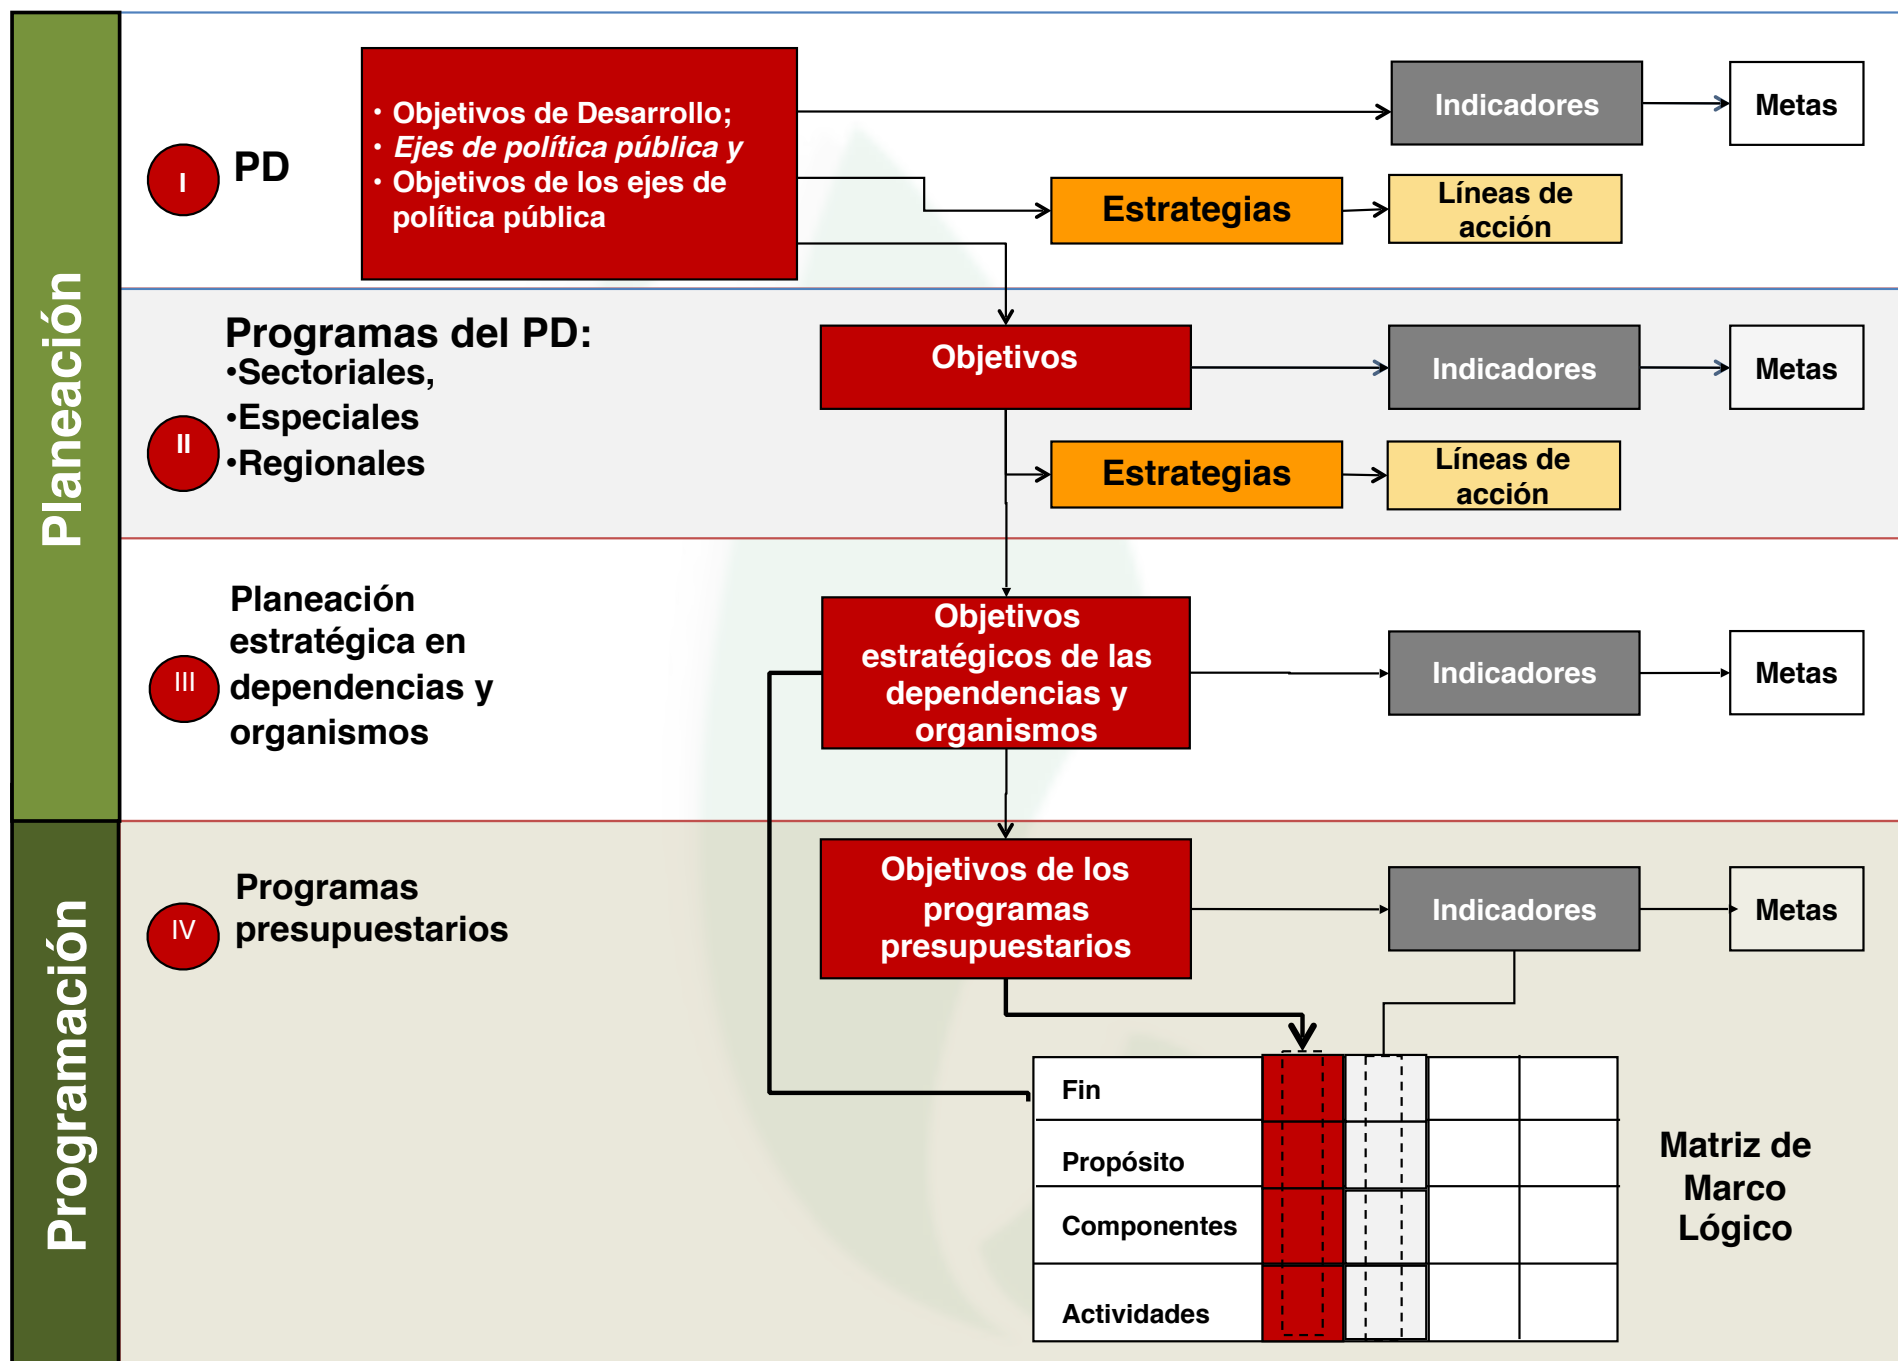 Planeación
I
PD
• Objetivos de Desarrollo;
• Ejes de política pública y
• Objetivos de los ejes de
política pública
Indicadores
Metas
Estrategias
Líneas de
acción
II
Programas del PD:
•Sectoriales,
•Especiales
•Regionales
Objetivos
Indicadores
Metas
Estrategias
Líneas de
acción
III
Planeación
estratégica en
dependencias y
organismos
Objetivos
estratégicos de las
dependencias y
organismos
Indicadores
Metas
Programación
IV
Programas
presupuestarios
Objetivos de los
programas
presupuestarios
Indicadores
Metas
Fin
Propósito
Componentes
Actividades
Matriz de
Marco
Lógico